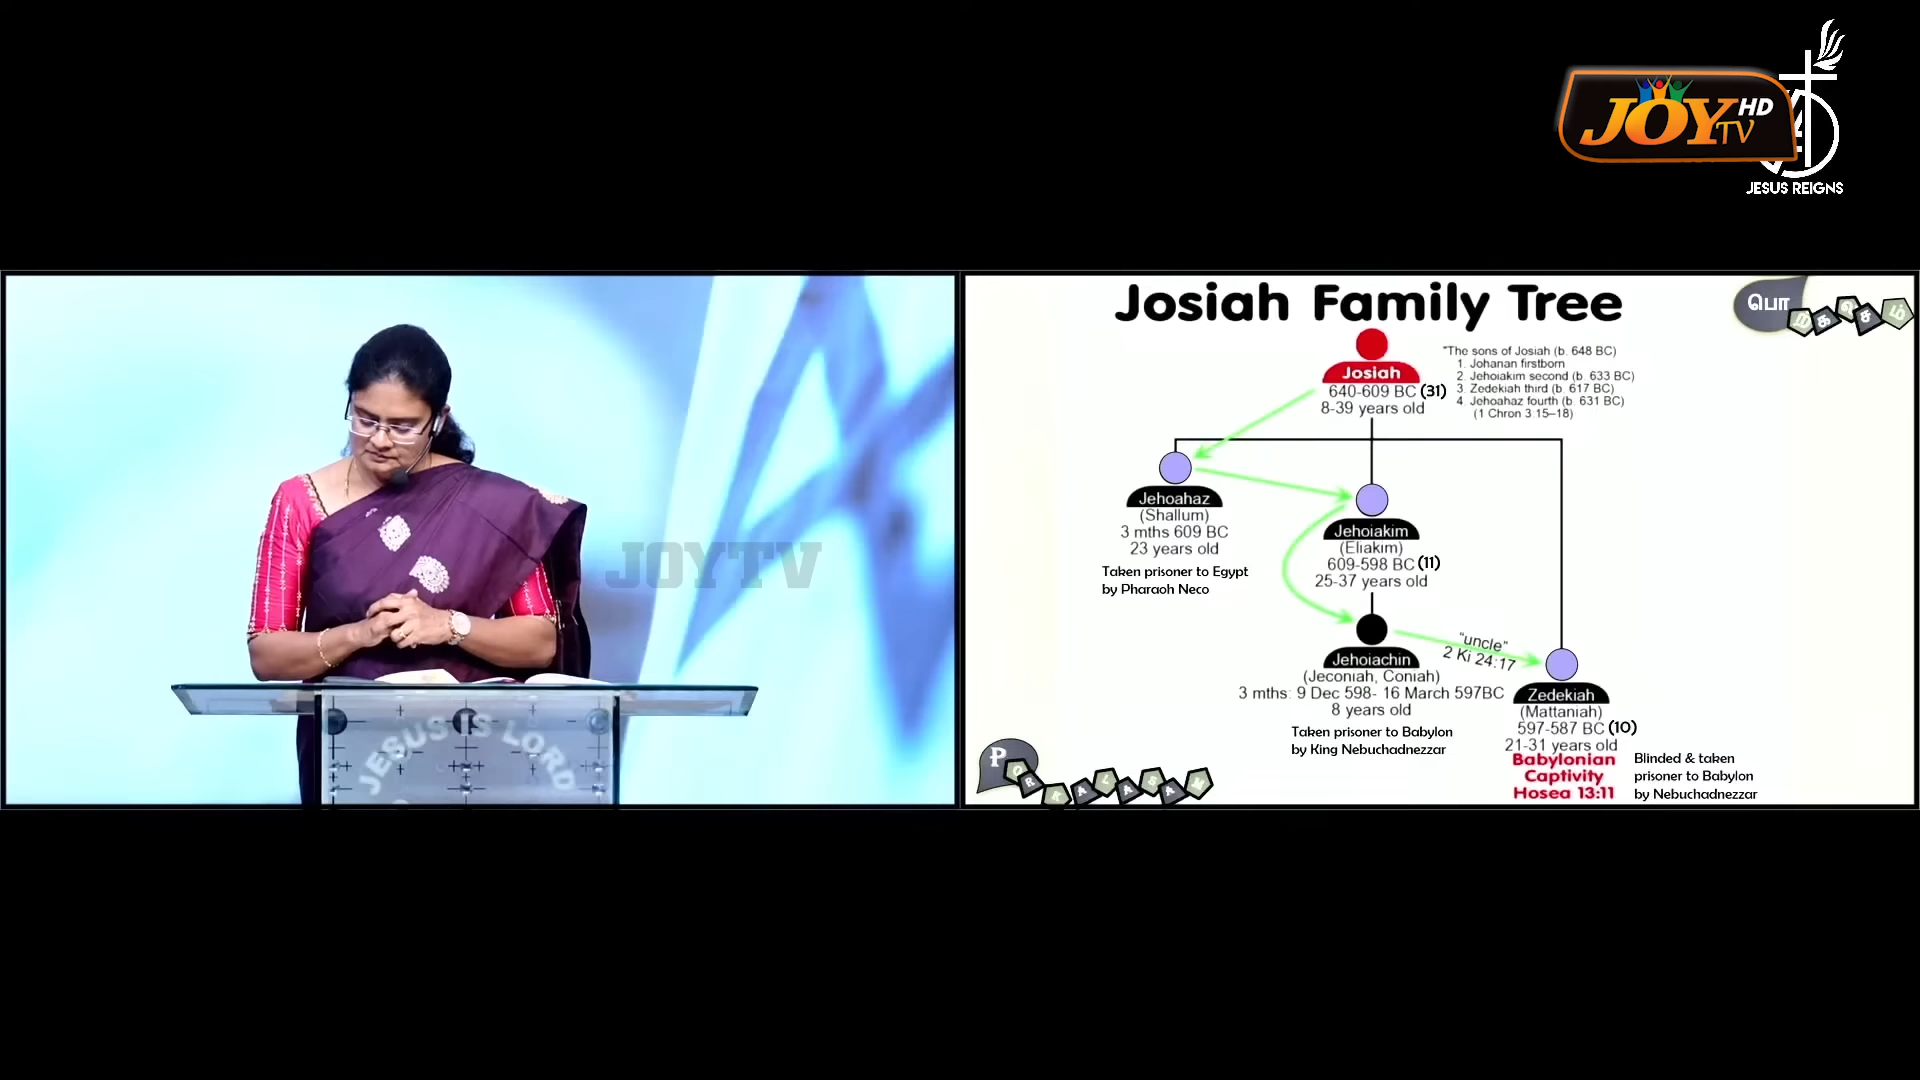 JOY TV HD
JESUS REIGNS
JOYTV
JESUS IS LORD
Josiah Family Tree
பொ
ற்கலசம்
Josiah
640-609 BC (31)
8-39 years old
"The sons of Josiah (b. 648 BC)
1. Johanan firstborn
2. Jehoiakim second (b. 633 BC)
3. Zedekiah third (b. 617 BC)
4. Jehoahaz fourth (b. 631 BC)
(1 Chron 3 15–18)
Jehoahaz
(Shallum)
3 mths 609 BC
23 years old
Taken prisoner to Egypt
by Pharaoh Neco
Jehoiakim
(Eliakim)
609-598 BC (11)
25-37 years old
Jehoiachin
(Jeconiah, Coniah)
3 mths: 9 Dec 598- 16 March 597BC
8 years old
Taken prisoner to Babylon
by King Nebuchadnezzar
"uncle"
2 Ki 24:17
Zedekiah
(Mattaniah)
597-587 BC (10)
21-31 years old
Babylonian
Captivity
Hosea 13:11
Blinded & taken
prisoner to Babylon
by Nebuchadnezzar
PORKALASAM